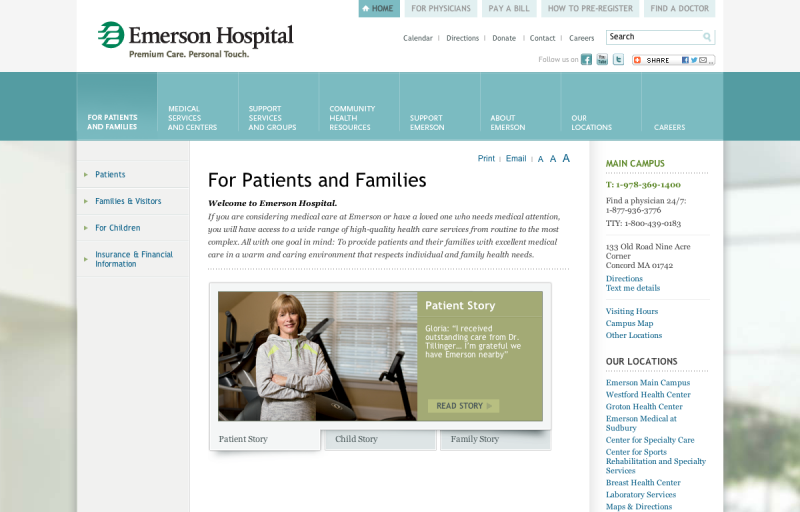 HOME
FOR PHYSICIANS
PAY A BILL
HOW TO PRE-REGISTER
FIND A DOCTOR
Emerson Hospital
Premium Care. Personal Touch.
Calendar
Directions
Donate
Contact
Careers
Search
Follow us on
f
You Tube
t
SHARE
...
FOR PATIENTS
AND FAMILIES
MEDICAL
SERVICES
AND CENTERS
SUPPORT
SERVICES
AND GROUPS
COMMUNITY
HEALTH
RESOURCES
SUPPORT
EMERSON
ABOUT
EMERSON
OUR
LOCATIONS
CAREERS
Patients
Families & Visitors
For Children
Insurance & Financial
Information
Print
Email
A A A
For Patients and Families
Welcome to Emerson Hospital.
If you are considering medical care at Emerson or have a loved one who needs medical attention,
you will have access to a wide range of high-quality health care services from routine to the most
complex. All with one goal in mind: To provide patients and their families with excellent medical
care in a warm and caring environment that respects individual and family health needs.
Patient Story
Gloria: “I received
outstanding care from Dr.
Tillinger… I’m grateful we
have Emerson nearby”
READ STORY
Patient Story
Child Story
Family Story
MAIN CAMPUS
T: 1-978-369-1400
Find a physician 24/7:
1-877-936-3776
TTY: 1-800-439-0183
133 Old Road Nine Acre
Corner
Concord MA 01742
Directions
Text me details
Visiting Hours
Campus Map
Other Locations
OUR LOCATIONS
Emerson Main Campus
Westford Health Center
Groton Health Center
Emerson Medical at
Sudbury
Center for Specialty Care
Center for Sports
Rehabilitation and Specialty
Services
Breast Health Center
Laboratory Services
Maps & Directions